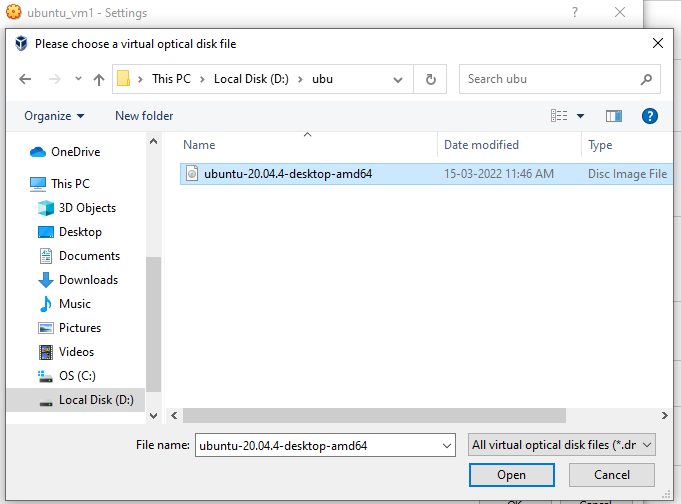 ubuntu_vm1 - Settings ?
Please choose a virtual optical disk file
This PC > Local Disk (D:) > ubu
Search ubu
Organize New folder ?
Name Date modified Type
ubuntu-20.04.4-desktop-amd64 15-03-2022 11:46 AM Disc Image File
OneDrive
This PC
3D Objects
Desktop
Documents
Downloads
Music
Pictures
Videos
OS (C:)
Local Disk (D:)
File name: ubuntu-20.04.4-desktop-amd64 All virtual optical disk files (*.dr
Open Cancel